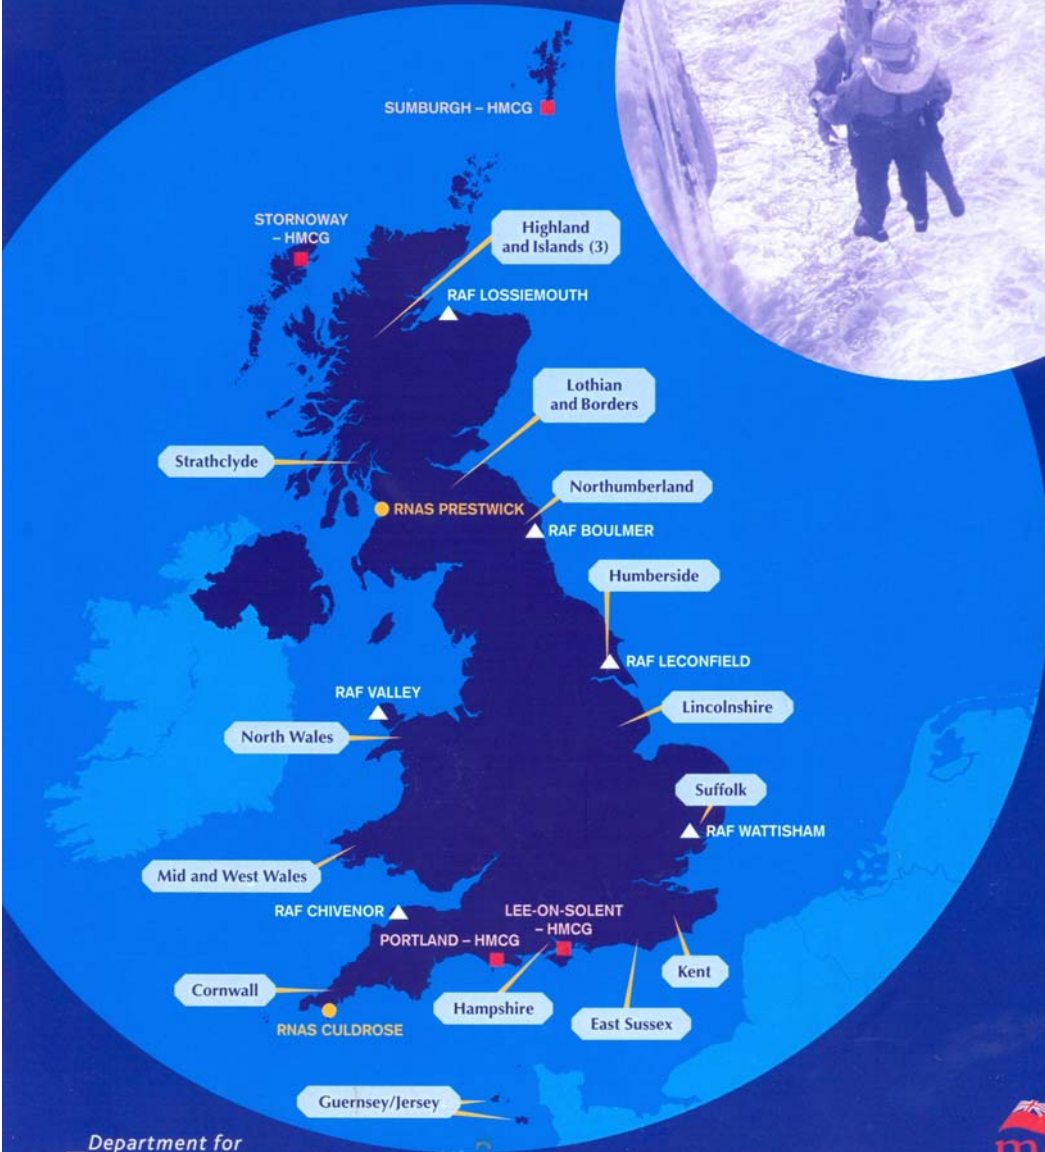 SUMBURGH – HMCG
STORNOWAY
– HMCG
Highland
and Islands (3)
RAF LOSSIEMOUTH
Lothian
and Borders
Strathclyde
Northumberland
RNAS PRESTWICK
RAF BOULMER
Humberside
RAF LECONFIELD
RAF VALLEY
Lincolnshire
North Wales
Suffolk
RAF WATTISHAM
Mid and West Wales
RAF CHIVENOR
LEE-ON-SOLENT
– HMCG
PORTLAND – HMCG
Kent
Cornwall
Hampshire
East Sussex
RNAS CULDROSE
Guernsey/Jersey
Department for